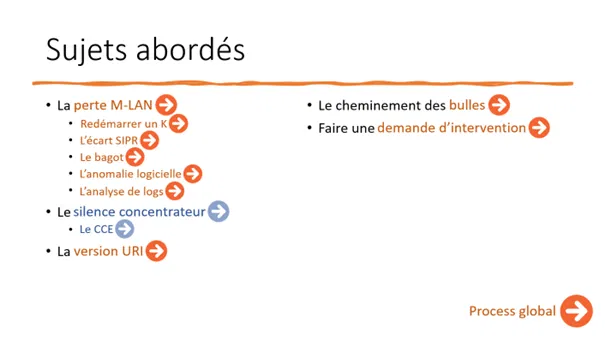 Sujets abordés
• La perte M-LAN
• Redémarrer un K
• L’écart SIPR
• Le bagot
• L’anomalie logicielle
• L’analyse de logs
• Le silence concentrateur
• Le CCE
• La version URI
• Le cheminement des bulles
• Faire une demande d’intervention
Process global